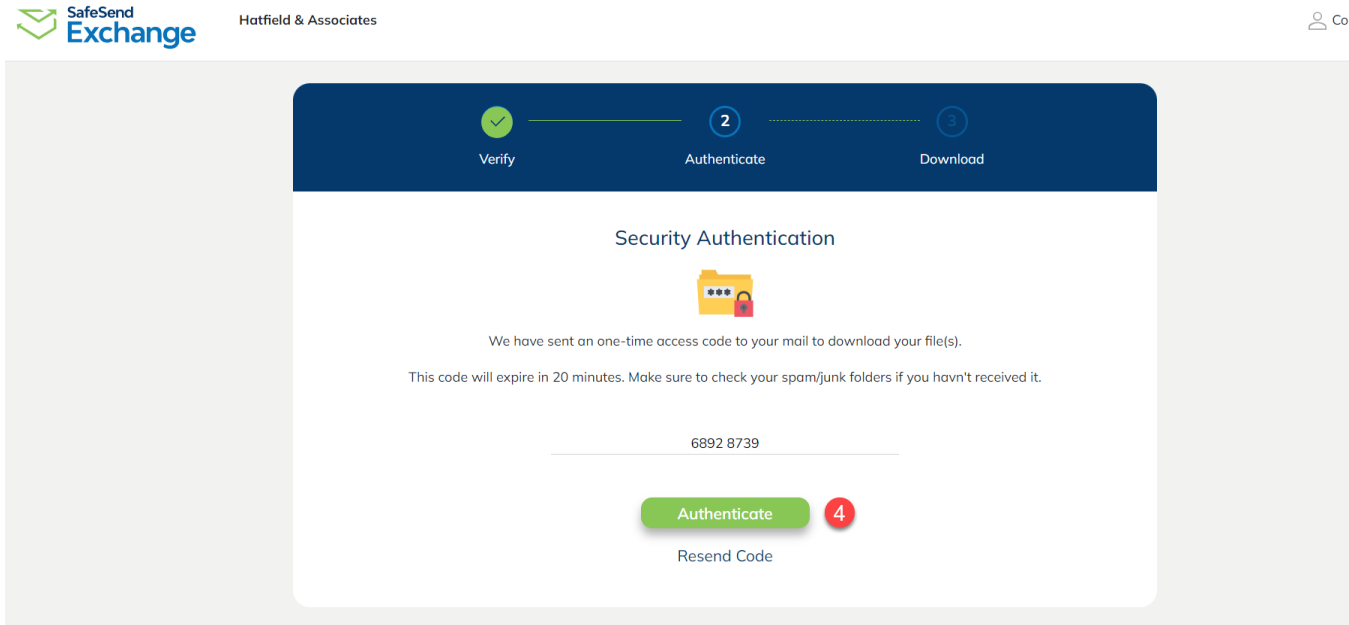 SafeSend
Exchange
Hatfield & Associates
Co
2
3
Verify
Authenticate
Download
Security Authentication
***
We have sent an one-time access code to your mail to download your file(s).
This code will expire in 20 minutes. Make sure to check your spam/junk folders if you havn't received it.
6892 8739
Authenticate
4
Resend Code